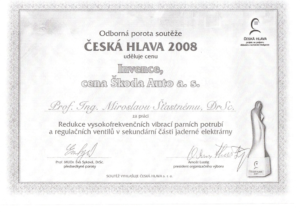 Odborná porota soutěže
ČESKÁ HLAVA 2008
uděluje cenu
Invence,
cena Škoda Auto a. s.
Prof. Ing. Miroslavu Šťastnému, DrSc.
za práci
Redukce vysokofrekvenčních vibrací parních potrubí
a regulačních ventilů v sekundární části jaderné elektrárny
ČESKÁ HLAVA